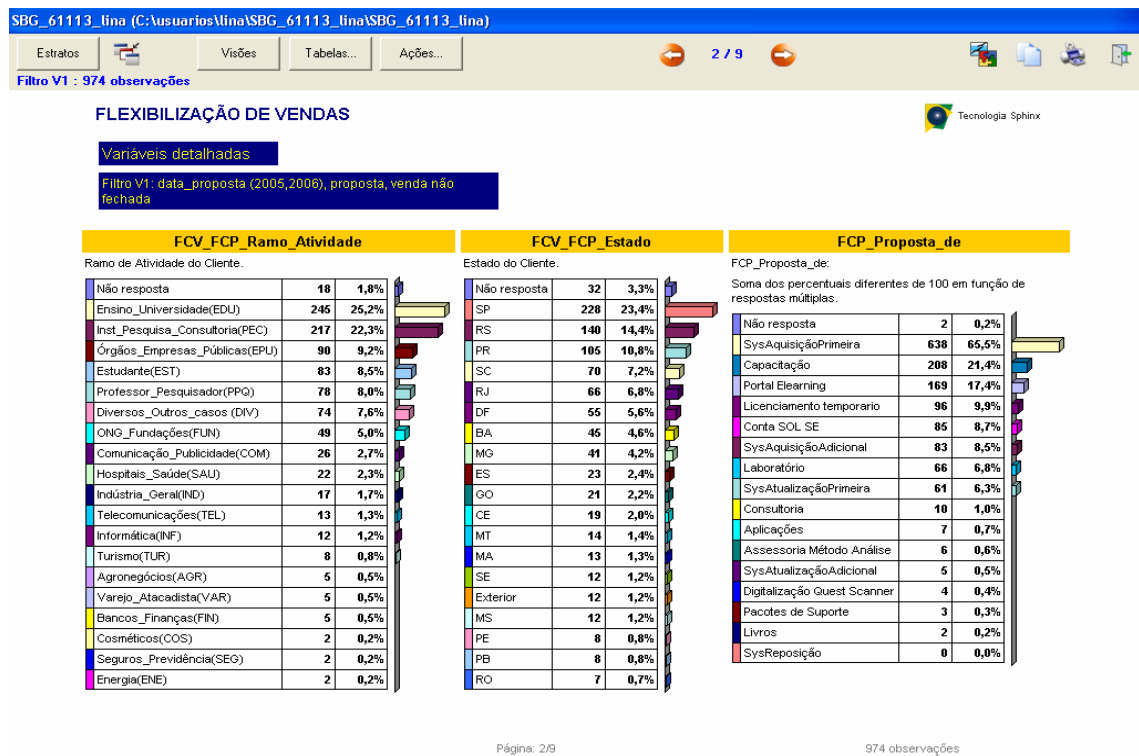 SBG_61113_lina (C:\usuarios\lina\SBG_61113_lina\SBG_61113_lina)
Estratos Visões Tabelas... Ações... 2 / 9
Filtro V1 : 974 observações
FLEXIBILIZAÇÃO DE VENDAS
Tecnologia Sphinx
Variáveis detalhadas
Filtro V1: data_proposta (2005,2006), proposta, venda não
fechada
FCV_FCP_Ramo_Atividade
Ramo de Atividade do Cliente.
Não resposta 18 1,8%
Ensino_Universidade(EDU) 245 25,2%
Inst_Pesquisa_Consultoria(PEC) 217 22,3%
Órgãos_Empresas_Públicas(EPU) 90 9,2%
Estudante(EST) 83 8,5%
Professor_Pesquisador(PPQ) 78 8,0%
Diversos_Outros_casos (DIV) 74 7,6%
ONG_Fundações(FUN) 49 5,0%
Comunicação_Publicidade(COM) 26 2,7%
Hospitais_Saúde(SAU) 22 2,3%
Indústria_Geral(IND) 17 1,7%
Telecomunicações(TEL) 13 1,3%
Informática(INF) 12 1,2%
Turismo(TUR) 8 0,8%
Agronegócios(AGR) 5 0,5%
Varejo_Atacadista(VAR) 5 0,5%
Bancos_Finanças(FIN) 5 0,5%
Cosméticos(COS) 2 0,2%
Seguros_Previdência(SEG) 2 0,2%
Energia(ENE) 2 0,2%
FCV_FCP_Estado
Estado do Cliente.
Não resposta 32 3,3%
SP 228 23,4%
RS 140 14,4%
PR 105 10,8%
SC 70 7,2%
RJ 66 6,8%
DF 55 5,6%
BA 45 4,6%
MG 41 4,2%
ES 23 2,4%
GO 21 2,2%
CE 19 2,0%
MT 14 1,4%
MA 13 1,3%
SE 12 1,2%
Exterior 12 1,2%
MS 12 1,2%
PE 8 0,8%
PB 8 0,8%
RO 7 0,7%
FCP_Proposta_de
FCP_Proposta_de:
Soma dos percentuais diferentes de 100 em função de
respostas múltiplas.
Não resposta 2 0,2%
SysAquisiçãoPrimeira 638 65,5%
Capacitação 208 21,4%
Portal Elearning 169 17,4%
Licenciamento temporario 96 9,9%
Conta SOL SE 85 8,7%
SysAquisiçãoAdicional 83 8,5%
Laboratório 66 6,8%
SysAtualizaçãoPrimeira 61 6,3%
Consultoria 10 1,0%
Aplicações 7 0,7%
Assessoria Método Análise 6 0,6%
SysAtualizaçãoAdicional 5 0,5%
Digitalização Quest Scanner 4 0,4%
Pacotes de Suporte 3 0,3%
Livros 2 0,2%
SysReposição 0 0,0%
Página: 2/9
974 observações